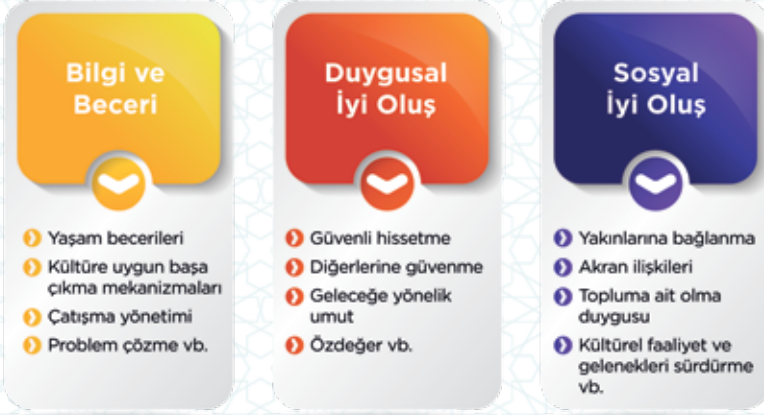 Bilgi ve
Beceri
Yaşam becerileri
Kültüre uygun başa
çıkma mekanizmaları
Çatışma yönetimi
Problem çözme vb.
Duygusal
İyi Oluş
Güvenli hissetme
Diğerlerine güvenme
Geleceğe yönelik
umut
Özdeğer vb.
Sosyal
İyi Oluş
Yakınlarına bağlanma
Akran ilişkileri
Topluma ait olma
duygusu
Kültürel faaliyet ve
gelenekleri sürdürme
vb.